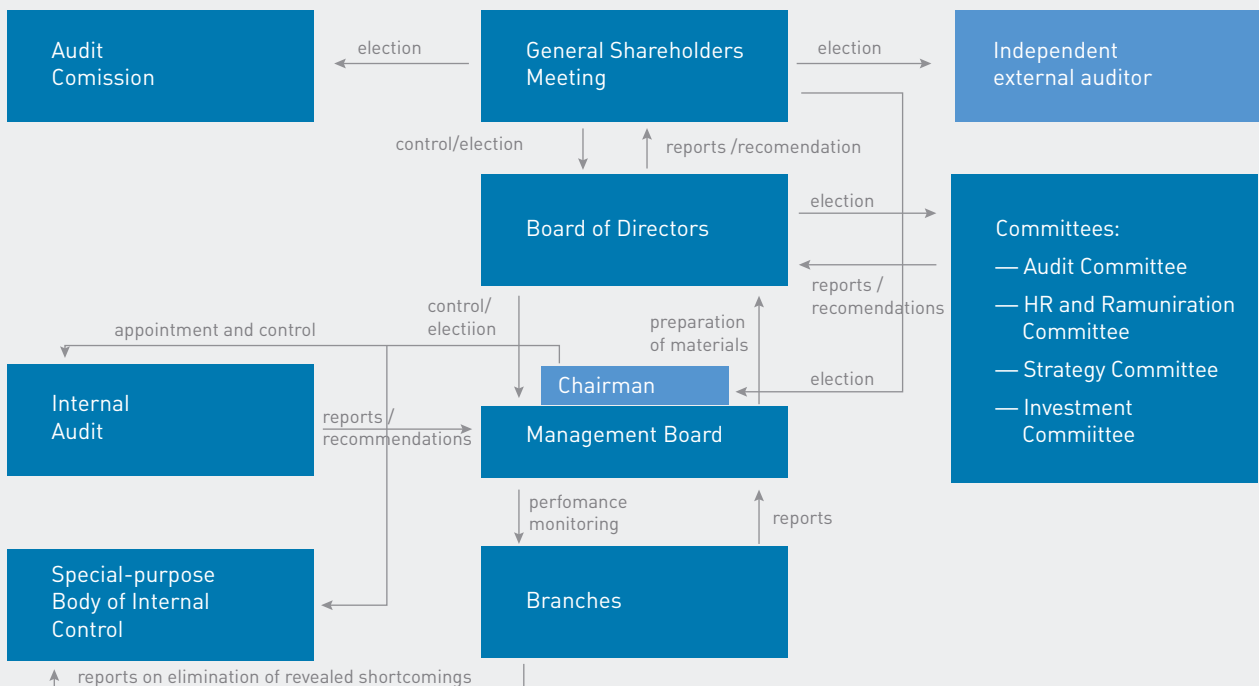 Audit
Comission
election
General Shareholders
Meeting
election
Independent
external auditor
control/election
reports /recomendation
Board of Directors
election
Committees:
— Audit Committee
— HR and Ramuniration
Committee
— Strategy Committee
— Investment
Commiittee
reports /
recomendations
control/
electiion
preparation
of materials
appointment and control
Chairman
election
Internal
Audit
reports /
recommendations
Management Board
perfomance
monitoring
reports
Special-purpose
Body of Internal
Control
Branches
reports on elimination of revealed shortcomings